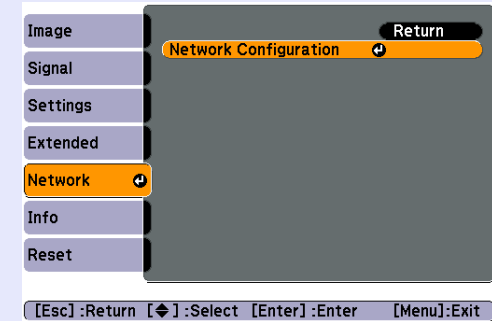 Image
Signal
Settings
Extended
Network
Info
Reset
Return
Network Configuration
[Esc] :Return [◆] :Select [Enter] :Enter [Menu]:Exit